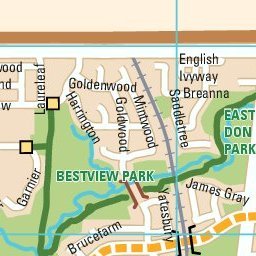 wood
and
w
Laureleaf
Goldenwood
Harrington
Goldwood
Mintwood
Saddletree
English
Ivyway
Breanna
EAST
DON
PARK
Garnier
BESTVIEW PARK
James Gray
Yatesbury
Brucefarm